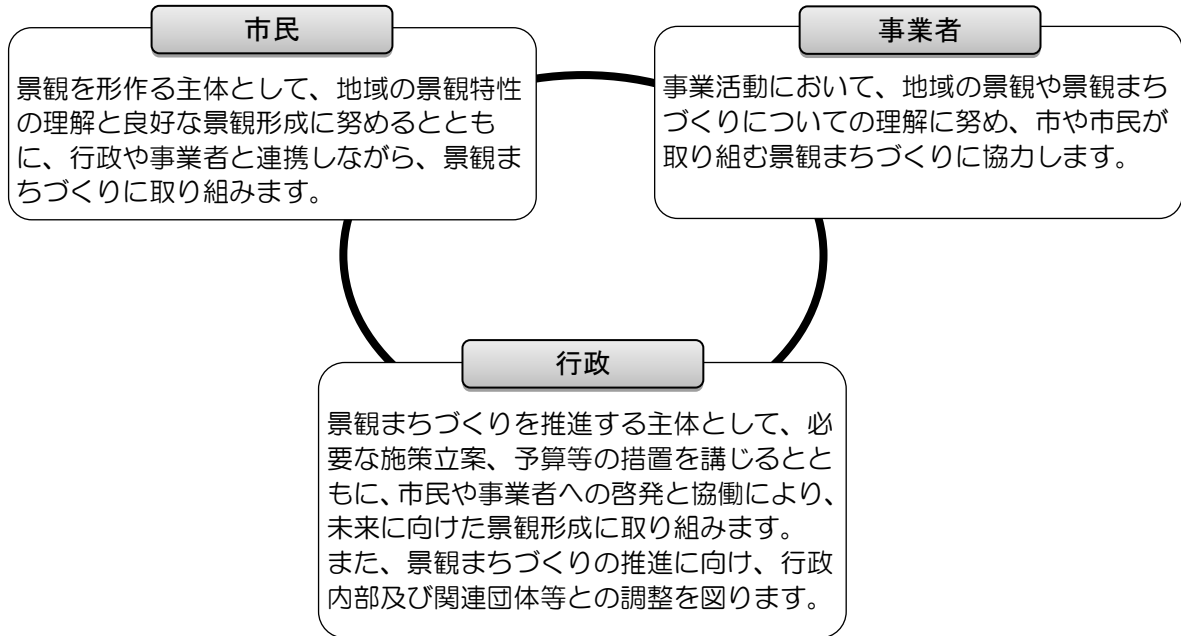 市民
景観を形作る主体として、地域の景観特性
の理解と良好な景観形成に努めるととも
に、行政や事業者と連携しながら、景観ま
ちづくりに取り組みます。
事業者
事業活動において、地域の景観や景観まち
づくりについての理解に努め、市や市民が
取り組む景観まちづくりに協力します。
行政
景観まちづくりを推進する主体として、必
要な施策立案、予算等の措置を講じるとと
もに、市民や事業者への啓発と協働により、
未来に向けた景観形成に取り組みます。
また、景観まちづくりの推進に向け、行政
内部及び関連団体等との調整を図ります。